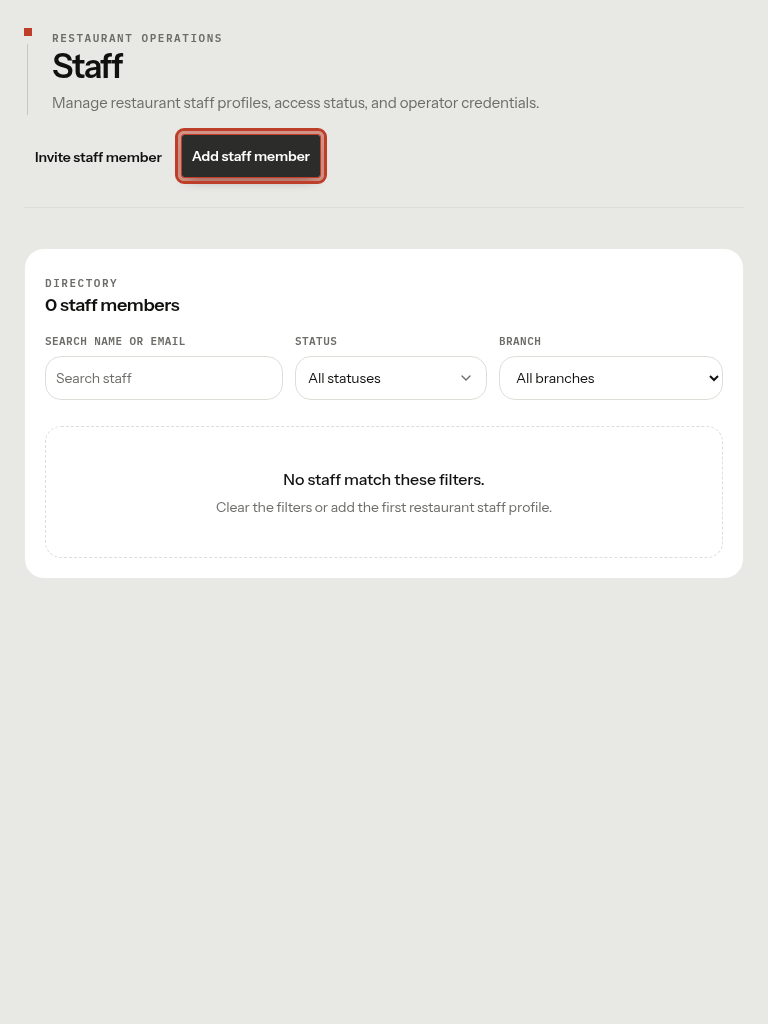 RESTAURANT OPERATIONS
Staff
Manage restaurant staff profiles, access status, and operator credentials.
Invite staff member
Add staff member
DIRECTORY
0 staff members
SEARCH NAME OR EMAIL
STATUS
BRANCH
Search staff
All statuses
All branches
No staff match these filters.
Clear the filters or add the first restaurant staff profile.